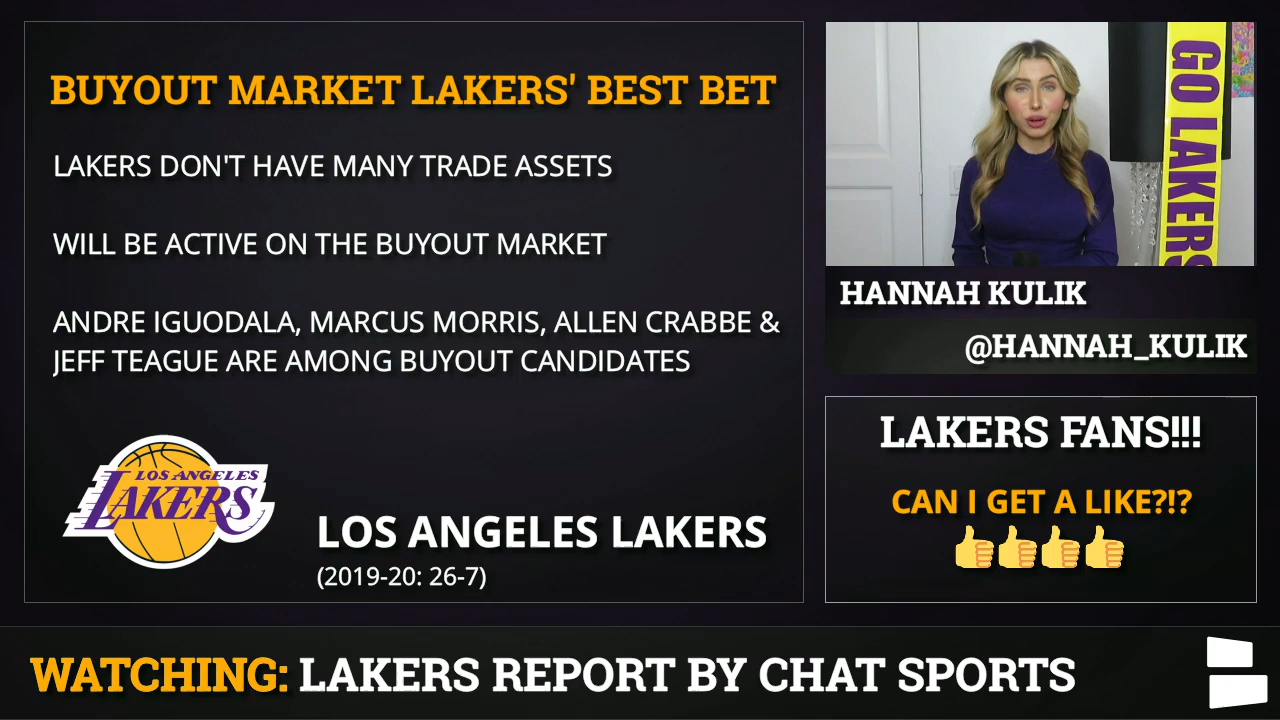 BUYOUT MARKET LAKERS' BEST BET
LAKERS DON'T HAVE MANY TRADE ASSETS
WILL BE ACTIVE ON THE BUYOUT MARKET
ANDRE IGUODALA, MARCUS MORRIS, ALLEN CRABBE &
JEFF TEAGUE ARE AMONG BUYOUT CANDIDATES
LOS ANGELES
LAKERS
LOS ANGELES LAKERS
(2019-20: 26-7)
GO LAKERS
HANNAH KULIK
@HANNAH_KULIK
LAKERS FANS!!!
CAN I GET A LIKE?!?
👍👍👍👍
WATCHING: LAKERS REPORT BY CHAT SPORTS